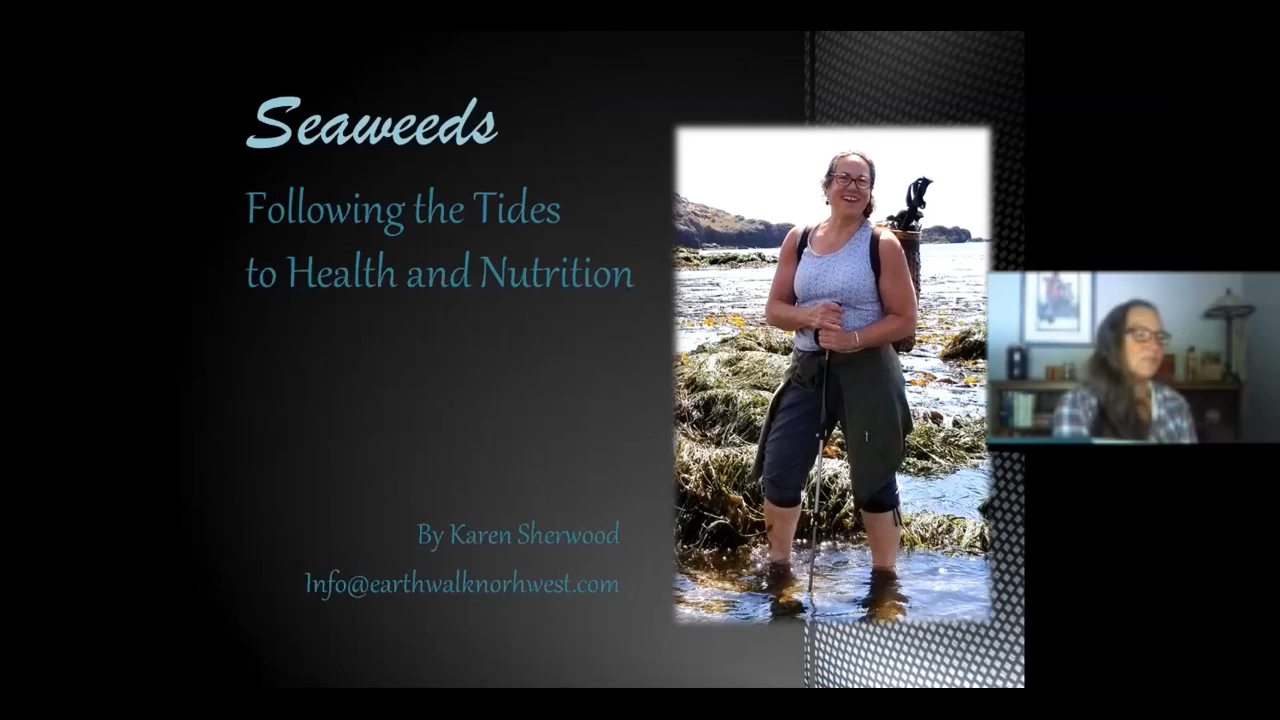 Seaweeds
Following the Tides
to Health and Nutrition
By Karen Sherwood
Info@earthwalknorhwest.com